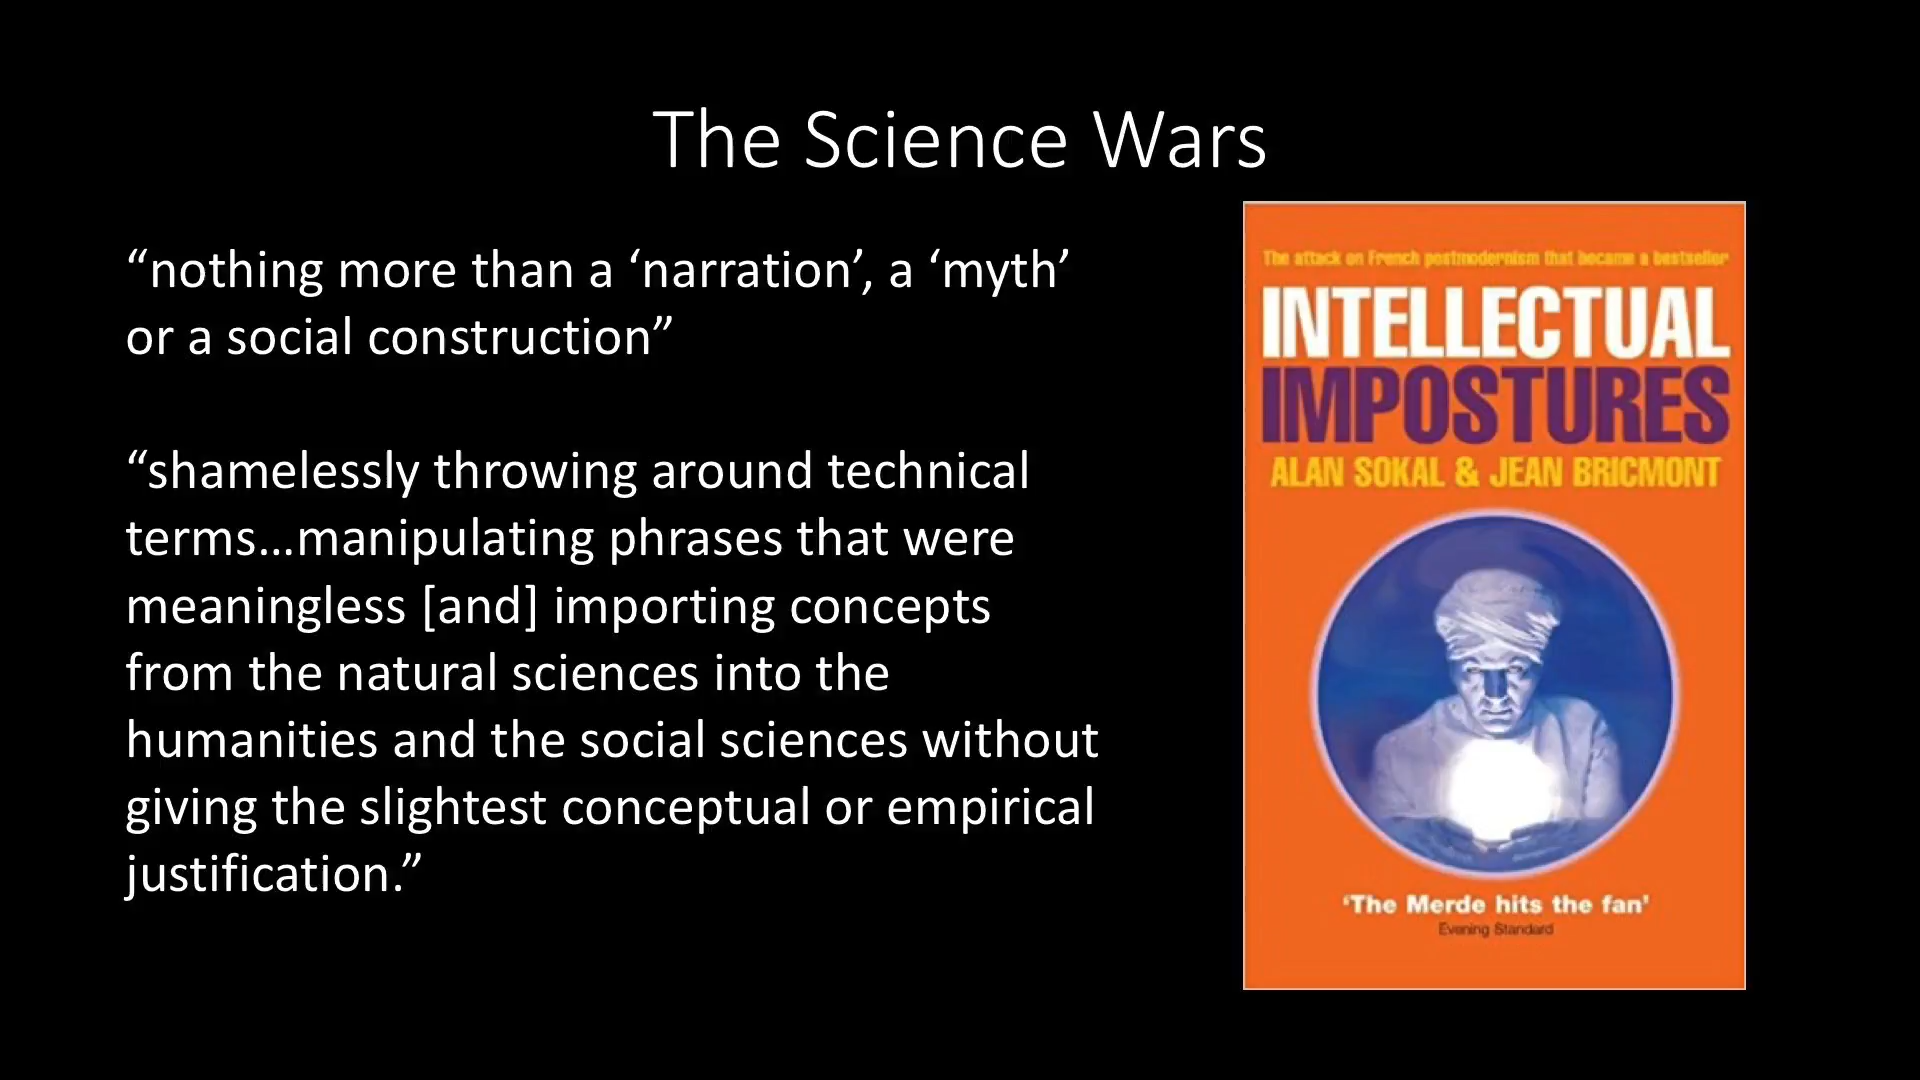 The Science Wars
“nothing more than a ‘narration’, a ‘myth’
or a social construction”
“shamelessly throwing around technical
terms…manipulating phrases that were
meaningless [and] importing concepts
from the natural sciences into the
humanities and the social sciences without
giving the slightest conceptual or empirical
justification.”
The attack on French postmodernism that became a bestseller
INTELLECTUAL
IMPOSTURES
ALAN SOKAL & JEAN BRICMONT
‘The Merde hits the fan’
Evening Standard